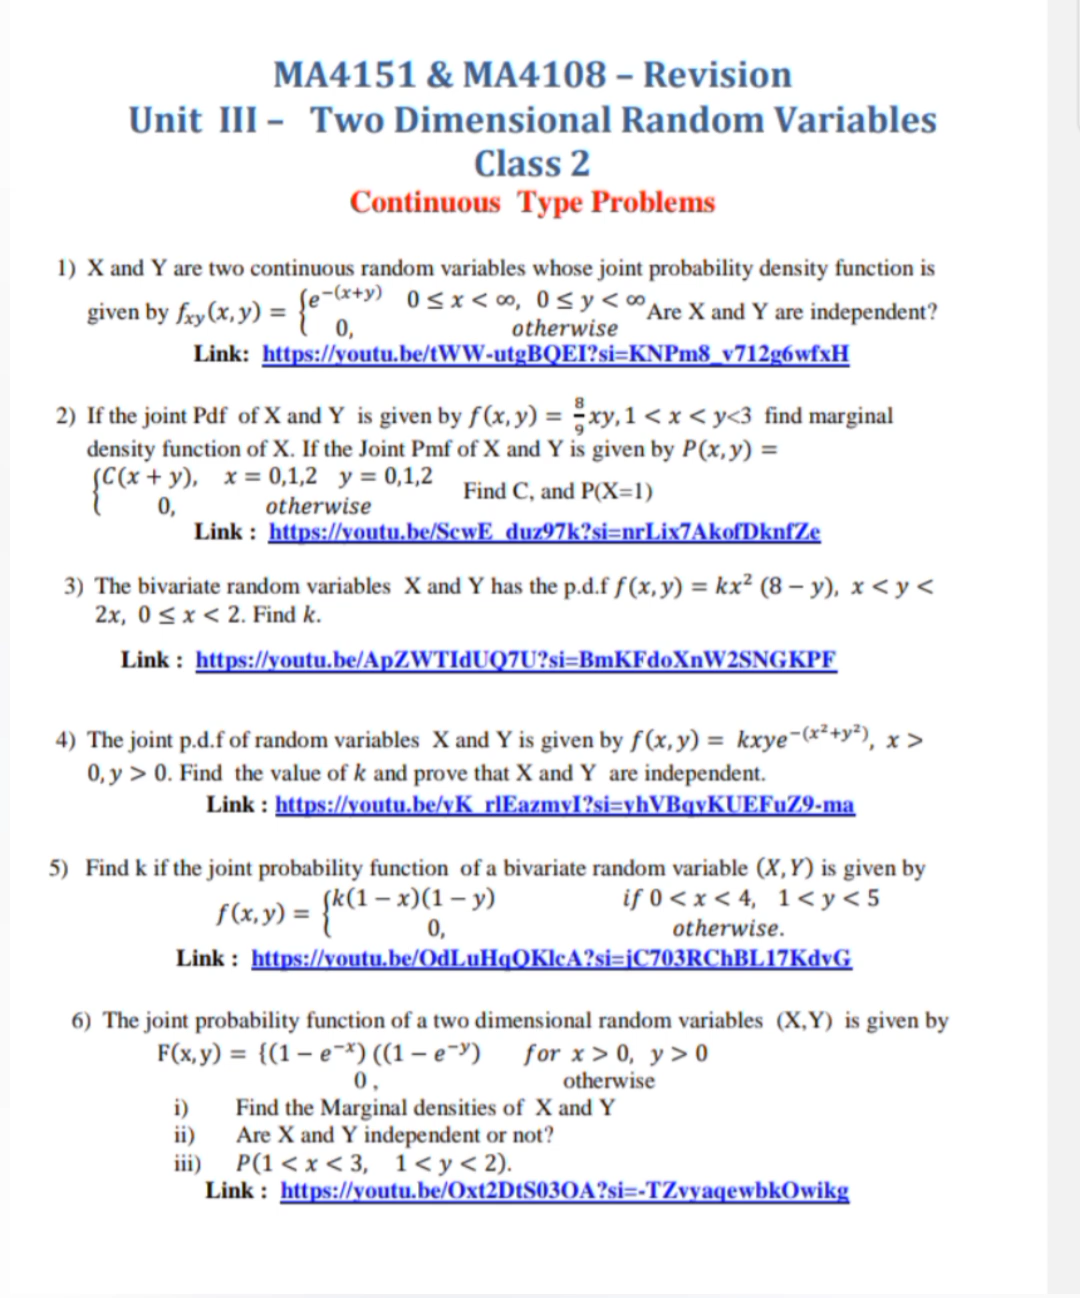 MA4151 & MA4108 – Revision
Unit III – Two Dimensional Random Variables
Class 2
Continuous Type Problems
1) X and Y are two continuous random variables whose joint probability density function is
given by fxy(x, y) = {e^−(x+y) 0 ≤ x < ∞, 0 ≤ y < ∞ Are X and Y are independent?
0, otherwise
Link: https://youtu.be/tWW-utgBQEI?si=KNPm8_v712g6wfxH
2) If the joint Pdf of X and Y is given by f(x, y) = 8/9 xy, 1 < x < y<3 find marginal
density function of X. If the Joint Pmf of X and Y is given by P(x, y) =
{C(x + y), x = 0,1,2 y = 0,1,2 Find C, and P(X=1)
0, otherwise
Link : https://youtu.be/ScwE_duz97k?si=nrLix7AkofDknfZe
3) The bivariate random variables X and Y has the p.d.f f(x, y) = kx² (8 – y), x < y <
2x, 0 ≤ x < 2. Find k.
Link : https://youtu.be/ApZWTIdUQ7U?si=BmKFdoXnW2SNGKPF
4) The joint p.d.f of random variables X and Y is given by f(x, y) = kxye^−(x²+y²), x >
0, y > 0. Find the value of k and prove that X and Y are independent.
Link : https://youtu.be/yK_rlEazmyI?si=yhVBqyKUEFuZ9-ma
5) Find k if the joint probability function of a bivariate random variable (X, Y) is given by
f(x, y) = {k(1 – x)(1 – y) if 0 < x < 4, 1 < y < 5
0, otherwise.
Link : https://youtu.be/OdLuHqQKlcA?si=jC703RChBL17KdvG
6) The joint probability function of a two dimensional random variables (X,Y) is given by
F(x, y) = {(1 – e^−x) ((1 – e^−y) for x > 0, y > 0
0 , otherwise
i) Find the Marginal densities of X and Y
ii) Are X and Y independent or not?
iii) P(1 < x < 3, 1 < y < 2).
Link : https://youtu.be/Oxt2DtS03OA?si=-TZvyaqewbkOwikg